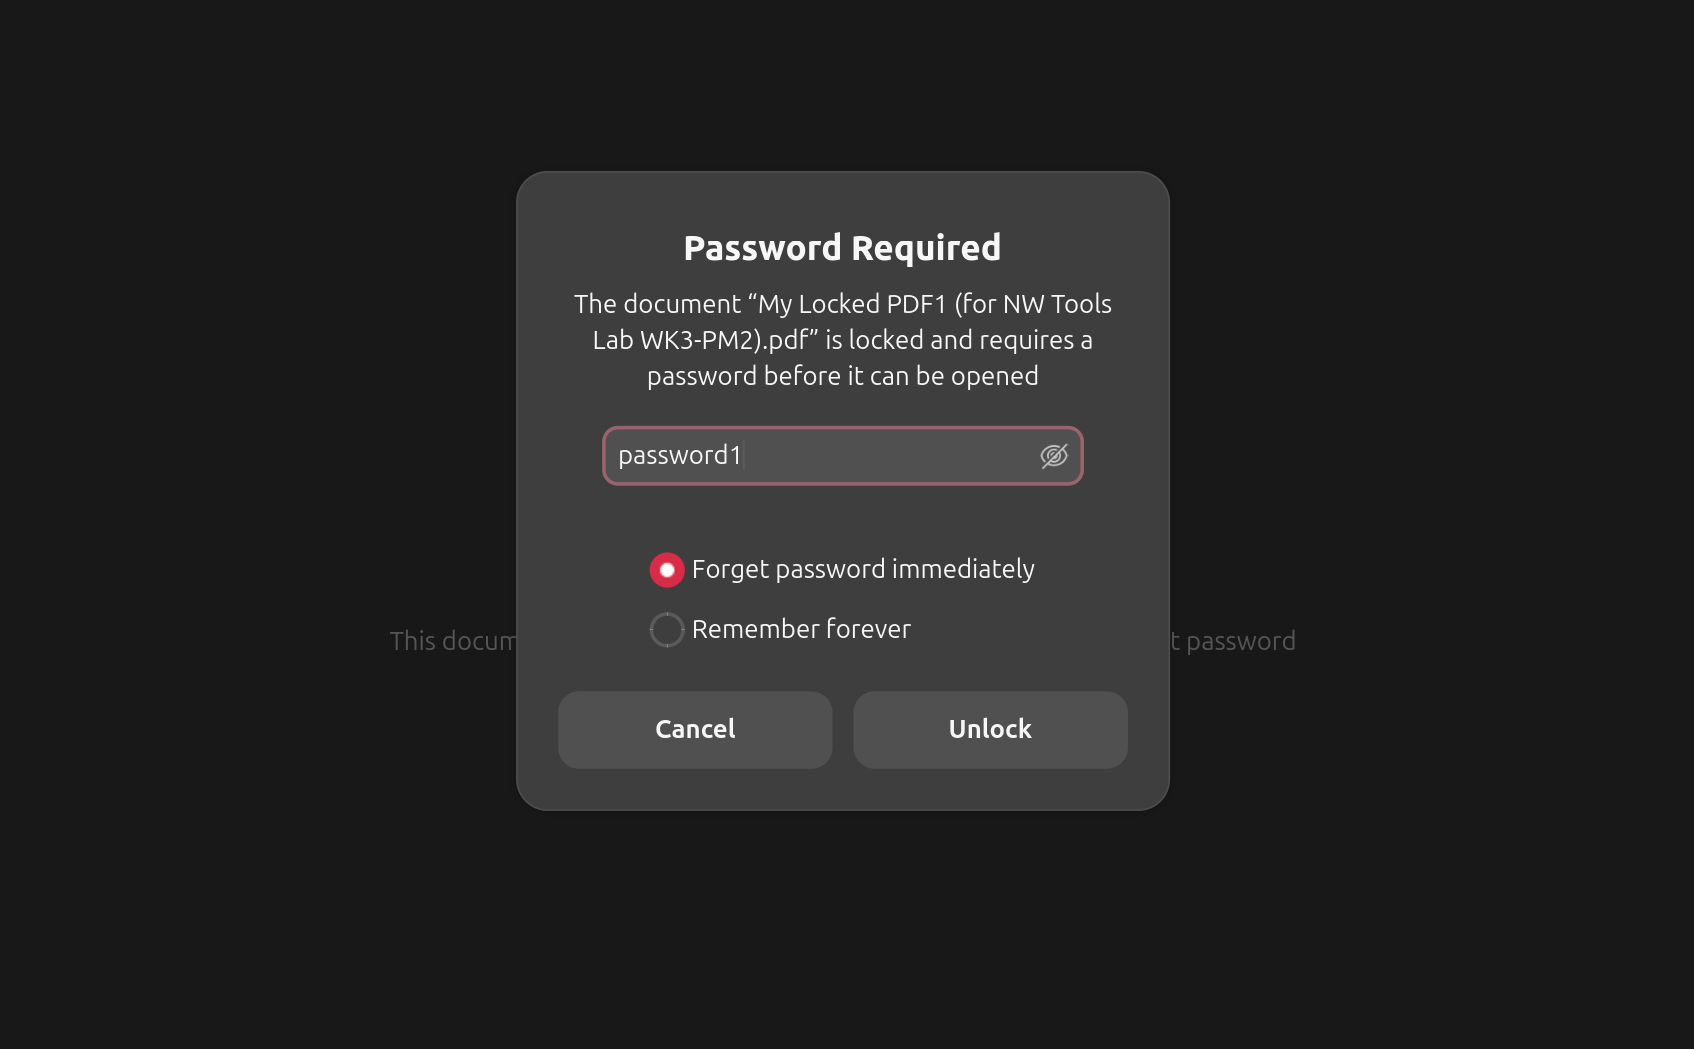 Password Required
The document “My Locked PDF1 (for NW Tools
Lab WK3-PM2).pdf” is locked and requires a
password before it can be opened
password1
Forget password immediately
Remember forever
This password
Cancel Unlock